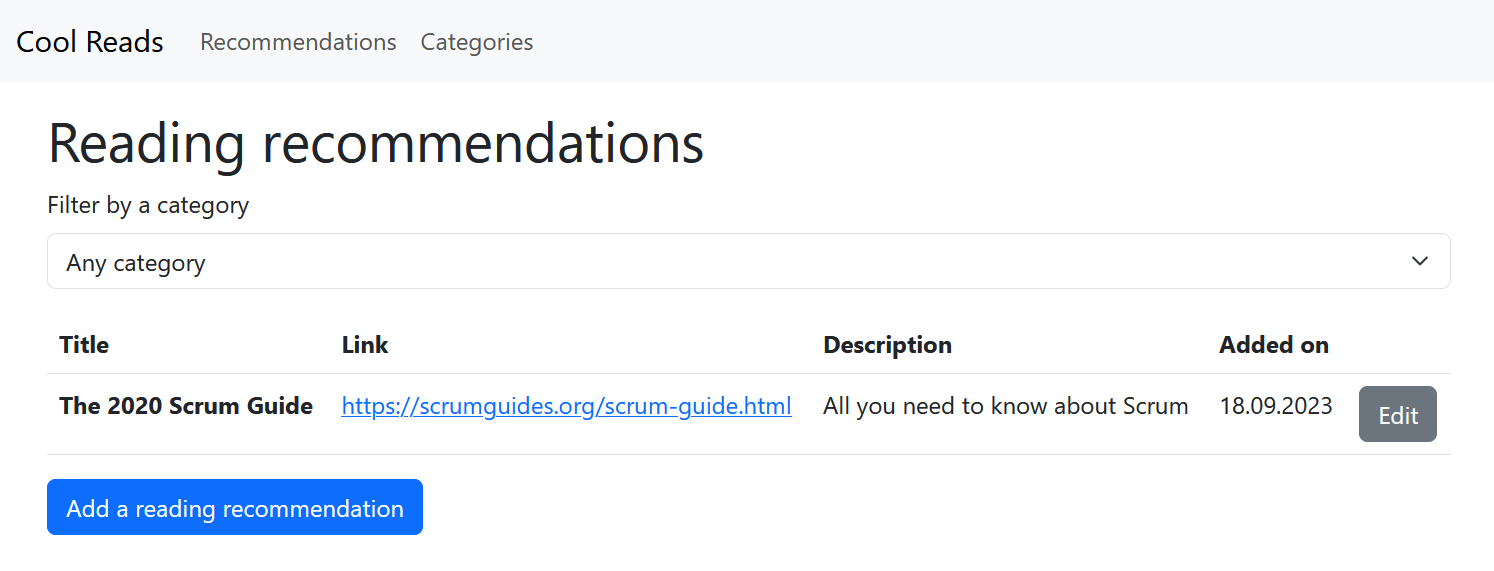 Cool Reads Recommendations Categories
Reading recommendations
Filter by a category
Any category
Title Link Description Added on
The 2020 Scrum Guide https://scrumguides.org/scrum-guide.html All you need to know about Scrum 18.09.2023 Edit
Add a reading recommendation